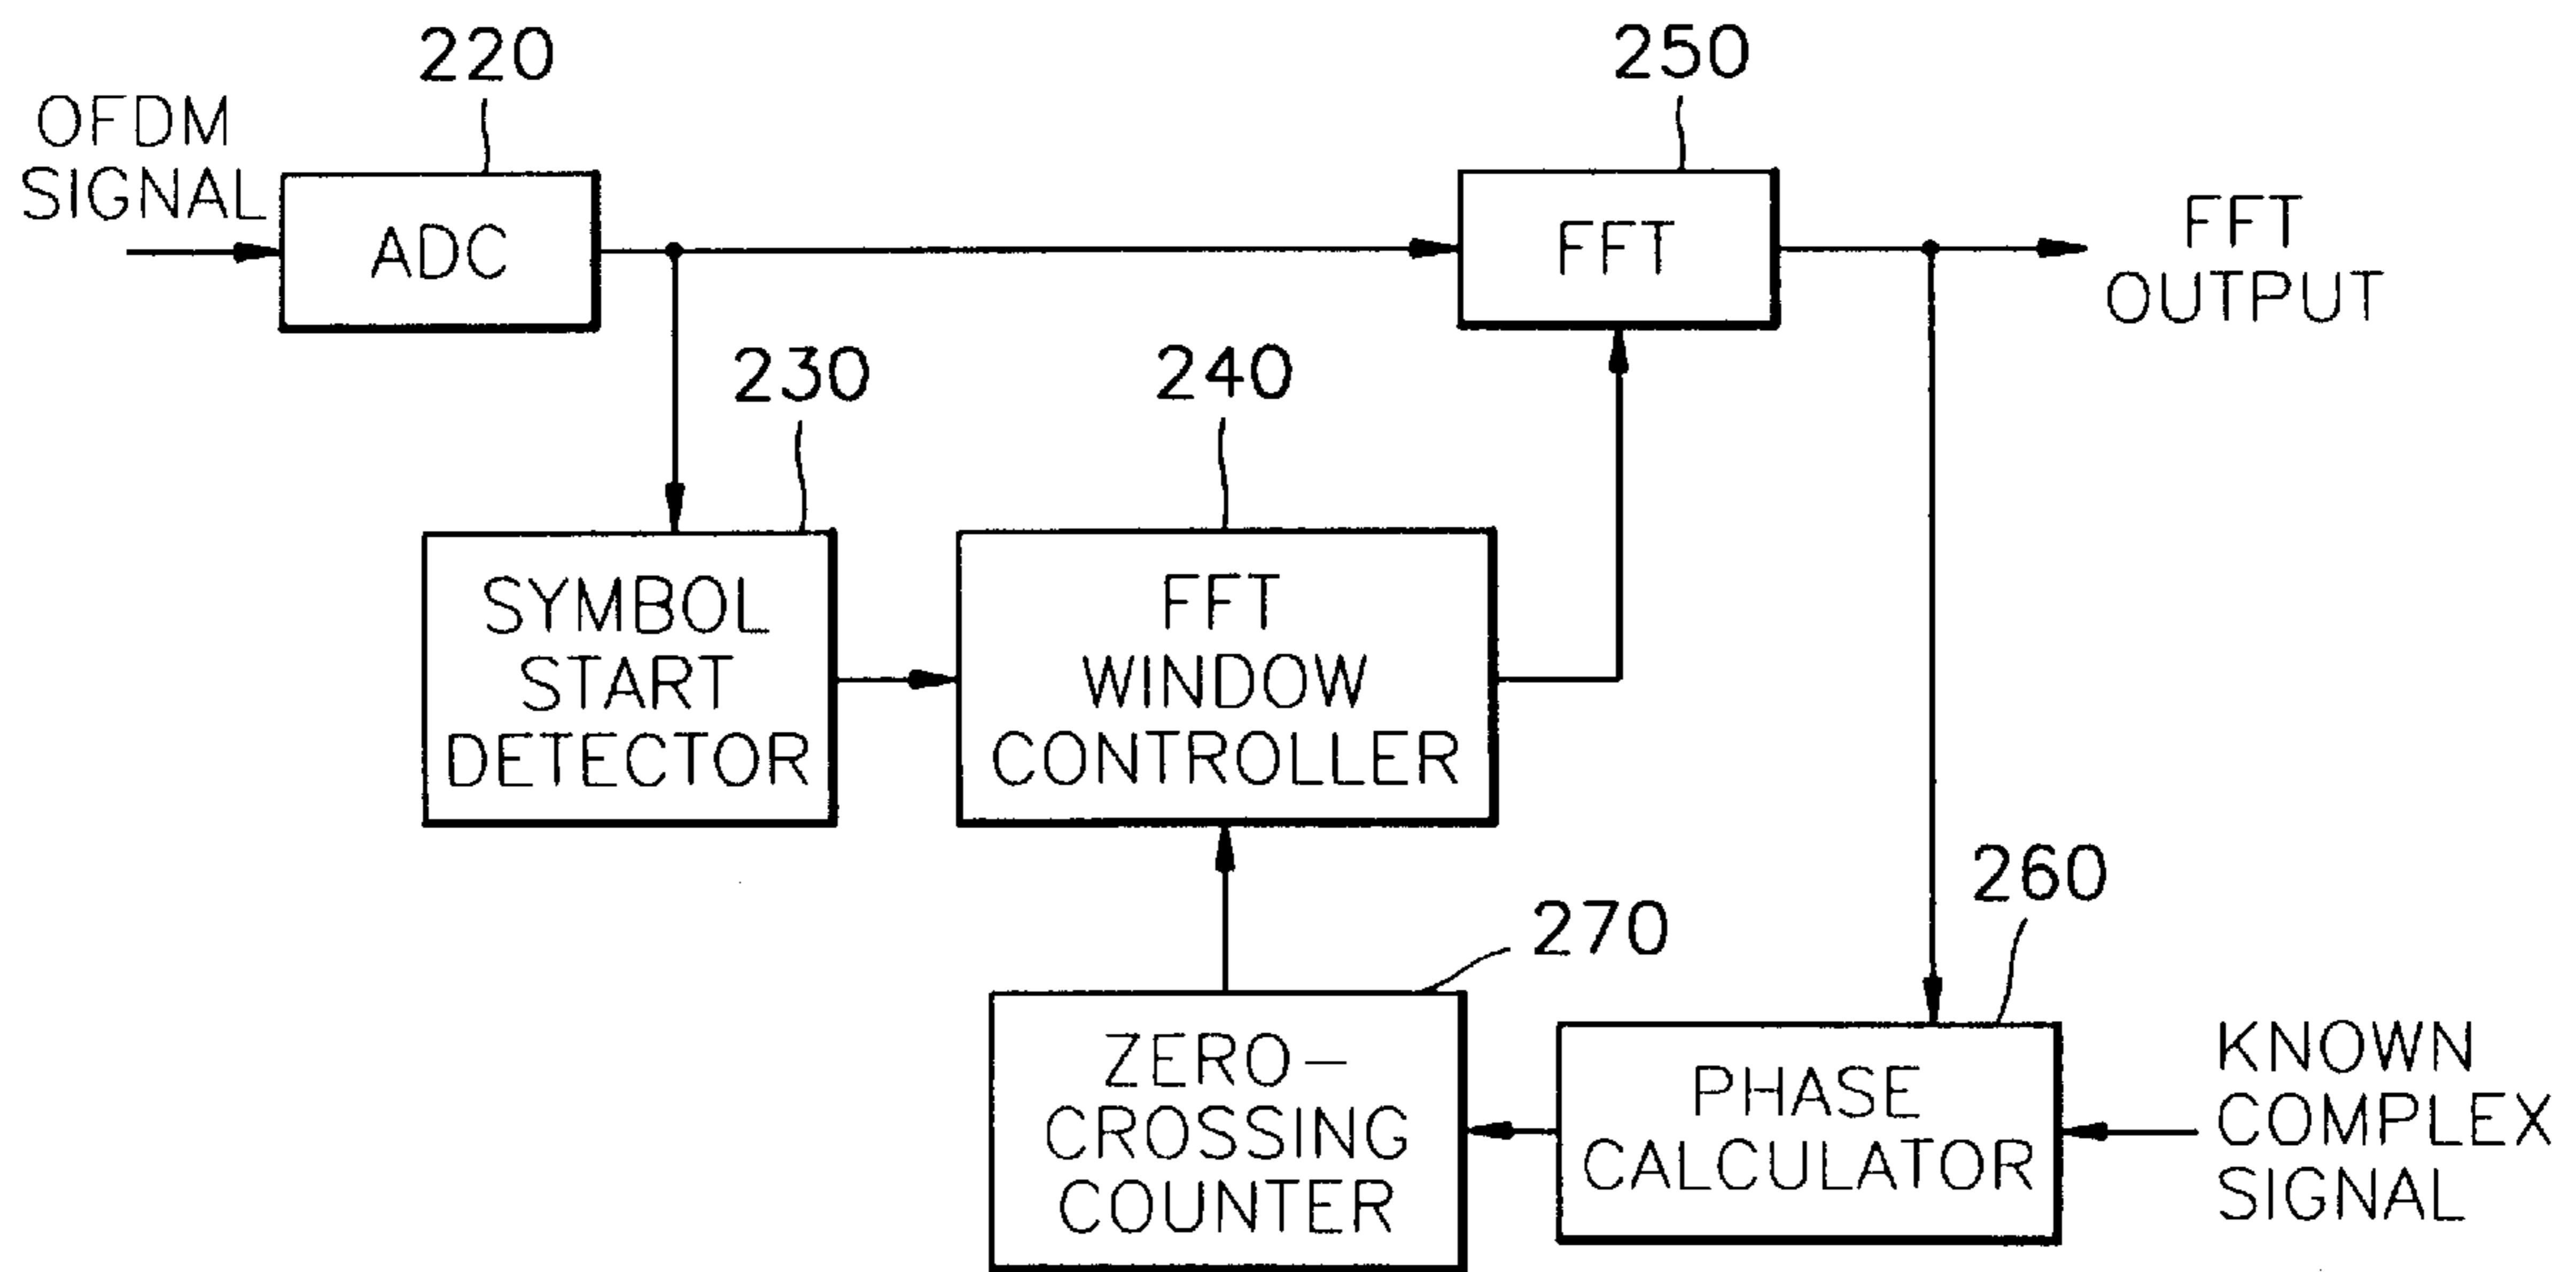 220
250
OFDM
SIGNAL
ADC
FFT
FFT
OUTPUT
230
240
SYMBOL
START
DETECTOR
FFT
WINDOW
CONTROLLER
270
260
ZERO-
CROSSING
COUNTER
PHASE
CALCULATOR
KNOWN
COMPLEX
SIGNAL